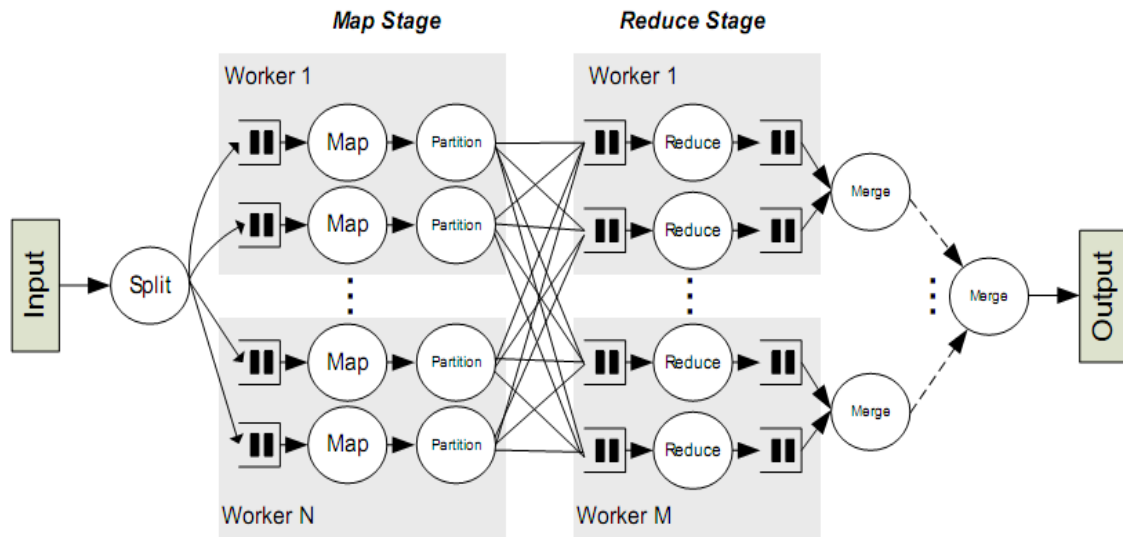 Map Stage
Reduce Stage
Worker 1
Worker 1
Map
Partition
Reduce
Map
Partition
Reduce
Merge
Input
Split
Merge
Output
Map
Partition
Reduce
Map
Partition
Reduce
Merge
Worker N
Worker M